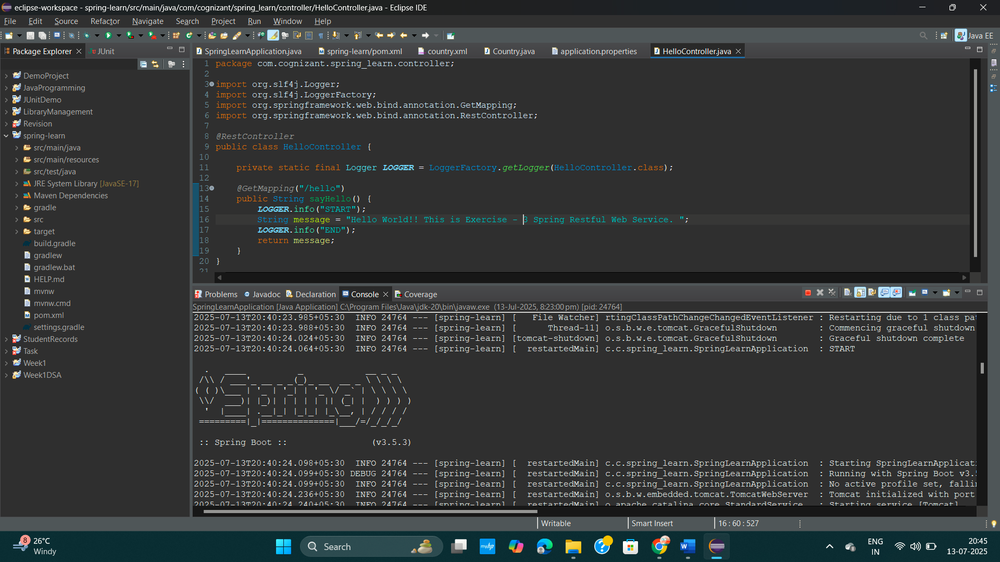 eclipse-workspace - spring-learn/src/main/java/com/cognizant/spring_learn/controller/HelloController.java - Eclipse IDE
File Edit Source Refactor Navigate Search Project Run Window Help
Java EE
Package Explorer
JUnit
DemoProject
JavaProgramming
JUnitDemo
LibraryManagement
Revision
spring-learn
src/main/java
src/main/resources
src/test/java
JRE System Library [JavaSE-17]
Maven Dependencies
gradle
src
target
build.gradle
gradlew
gradlew.bat
HELP.md
mvnw
mvnw.cmd
pom.xml
settings.gradle
StudentRecords
Task
Week1
Week1DSA
SpringLearnApplication.java spring-learn/pom.xml country.xml Country.java application.properties HelloController.java
1 package com.cognizant.spring_learn.controller;
2
3 import org.slf4j.Logger;
4 import org.slf4j.LoggerFactory;
5 import org.springframework.web.bind.annotation.GetMapping;
6 import org.springframework.web.bind.annotation.RestController;
7
8 @RestController
9 public class HelloController {
10
11 private static final Logger LOGGER = LoggerFactory.getLogger(HelloController.class);
12
13 @GetMapping("/hello")
14 public String sayHello() {
15 LOGGER.info("START");
16 String message = "Hello World!! This is Exercise - 3 Spring Restful Web Service. ";
17 LOGGER.info("END");
18 return message;
19 }
20 }
21
Problems Javadoc Declaration Console Coverage
SpringLearnApplication [Java Application] C:\Program Files\Java\jdk-20\bin\javaw.exe (13-Jul-2025, 8:23:00 pm) [pid: 24764]
2025-07-13T20:40:23.985+05:30 INFO 24764 --- [spring-learn] [ File Watcher] rtingClassPathChangeChangedEventListener : Restarting due to 1 class pa
2025-07-13T20:40:23.988+05:30 INFO 24764 --- [spring-learn] [ Thread-11] o.s.b.w.e.tomcat.GracefulShutdown : Commencing graceful shutdown
2025-07-13T20:40:24.024+05:30 INFO 24764 --- [spring-learn] [tomcat-shutdown] o.s.b.w.e.tomcat.GracefulShutdown : Graceful shutdown complete
2025-07-13T20:40:24.064+05:30 INFO 24764 --- [spring-learn] [ restartedMain] c.c.spring_learn.SpringLearnApplication : START
Spring
:: Spring Boot :: (v3.5.3)
2025-07-13T20:40:24.098+05:30 INFO 24764 --- [spring-learn] [ restartedMain] c.c.spring_learn.SpringLearnApplication : Starting SpringLearnApplicat
2025-07-13T20:40:24.099+05:30 DEBUG 24764 --- [spring-learn] [ restartedMain] c.c.spring_learn.SpringLearnApplication : Running with Spring Boot v3.
2025-07-13T20:40:24.099+05:30 INFO 24764 --- [spring-learn] [ restartedMain] c.c.spring_learn.SpringLearnApplication : No active profile set, falli
2025-07-13T20:40:24.236+05:30 INFO 24764 --- [spring-learn] [ restartedMain] o.s.b.w.embedded.tomcat.TomcatWebServer : Tomcat initialized with port
2025-07-13T20:40:24.240+05:30 INFO 24764 --- [spring-learn] [ restartedMain] o.apache.catalina.core.StandardService : Starting service [Tomcat]
Writable Smart Insert 16 : 60 : 527
8
26°C
Windy
Search
myhp
ENG
IN
20:45
13-07-2025